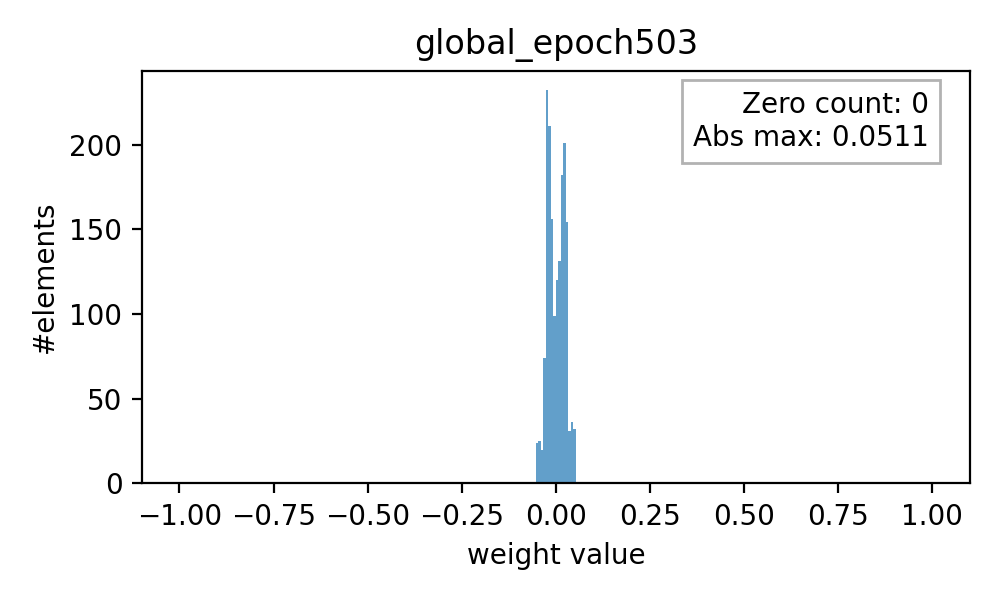 global_epoch503
Zero count: 0
Abs max: 0.0511
#elements
200
150
100
50
0
−1.00 −0.75 −0.50 −0.25 0.00 0.25 0.50 0.75 1.00
weight value